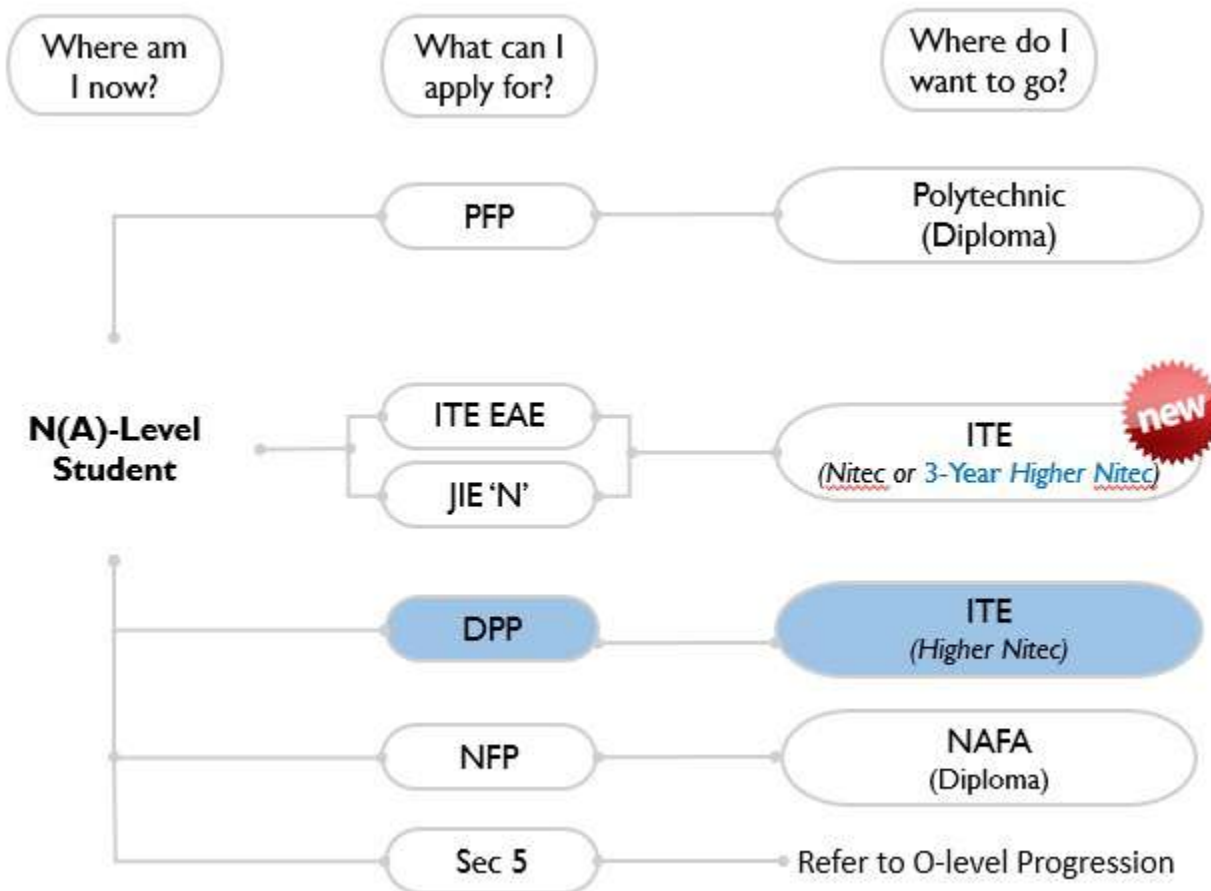 Where am
I now?
What can I
apply for?
Where do I
want to go?
PFP
Polytechnic
(Diploma)
N(A)-Level
Student
ITE EAE
JIE ‘N’
ITE
(Nitec or 3-Year Higher Nitec)
new
DPP
ITE
(Higher Nitec)
NFP
NAFA
(Diploma)
Sec 5
Refer to O-level Progression